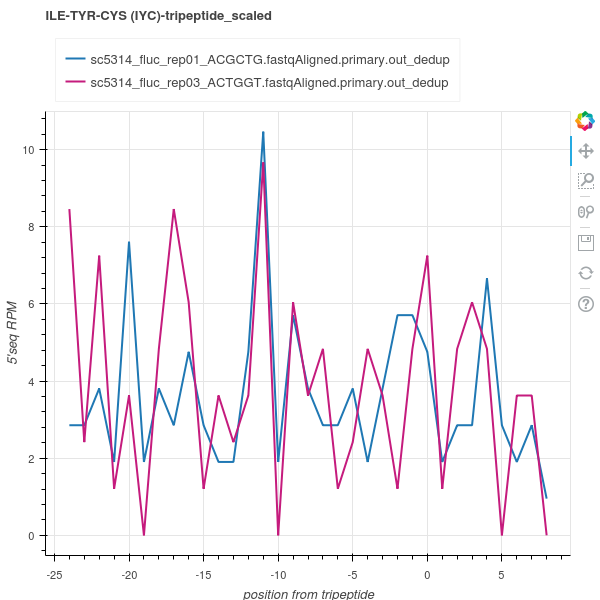 ILE-TYR-CYS (IYC)-tripeptide_scaled
sc5314_fluc_rep01_ACGCTG.fastqAligned.primary.out_dedup
sc5314_fluc_rep03_ACTGGT.fastqAligned.primary.out_dedup
10
8
6
4
2
0
5'seq RPM
-25 -20 -15 -10 -5 0 5
position from tripeptide